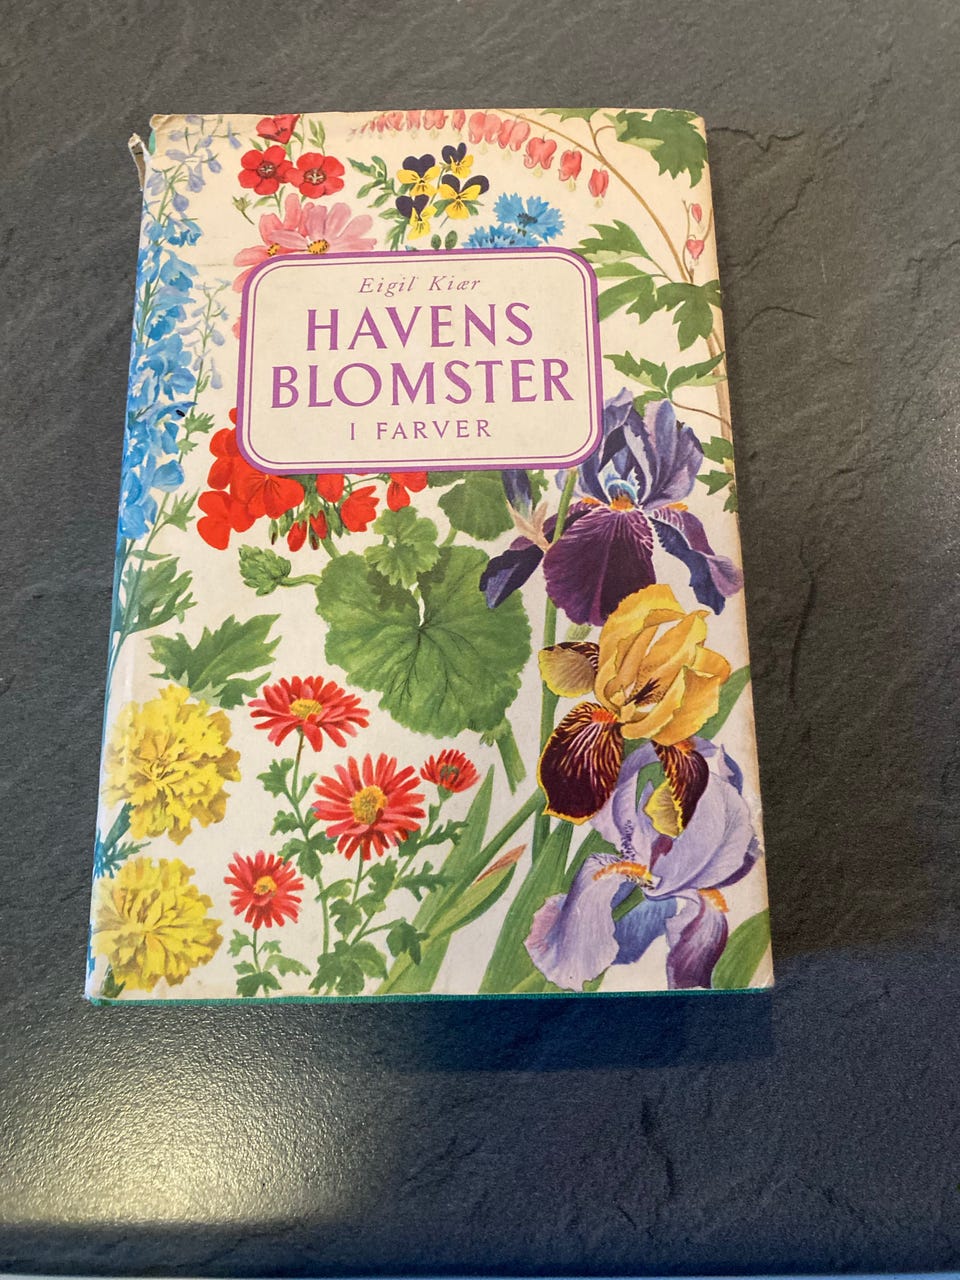 Eigil Kiær
HAVENS
BLOMSTER
I FARVER